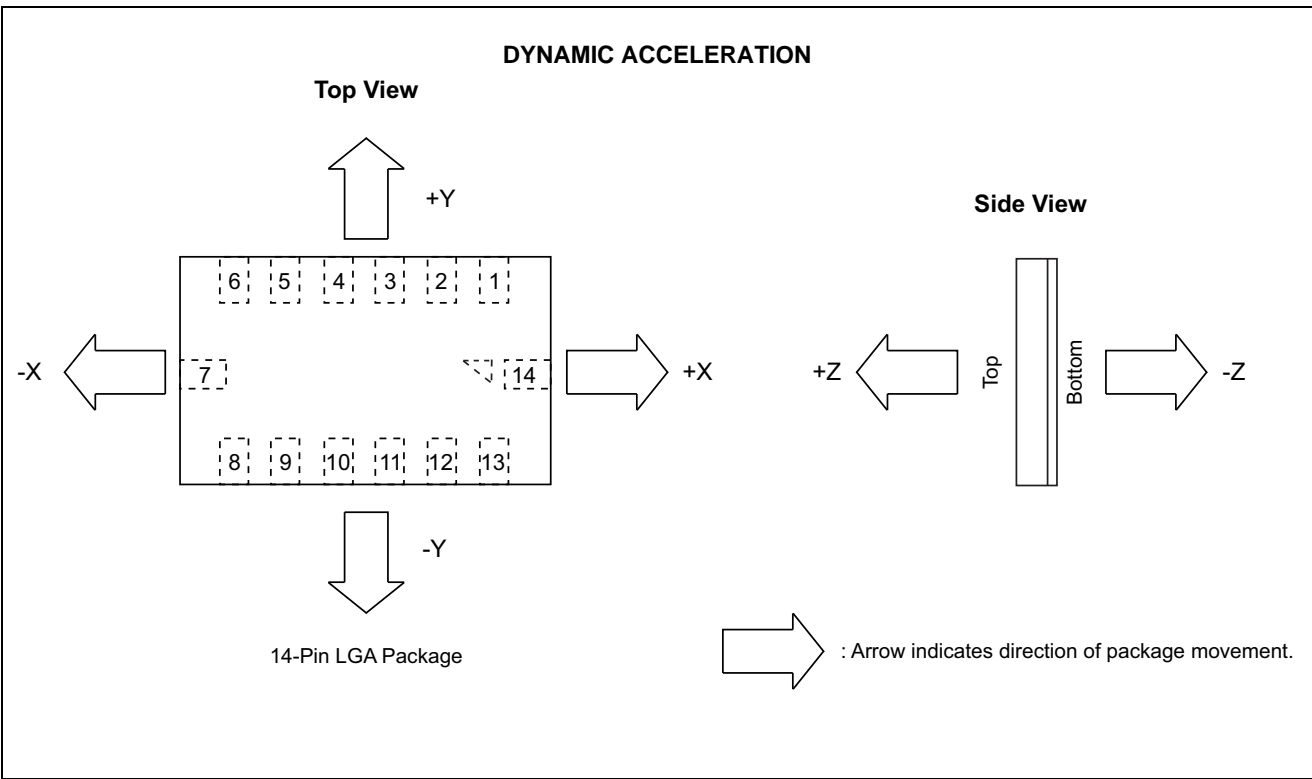 DYNAMIC ACCELERATION
Top View
+Y
Side View
6 5 4 3 2 1
-X
7
14
+X
+Z
Top
Bottom
-Z
8 9 10 11 12 13
-Y
14-Pin LGA Package
: Arrow indicates direction of package movement.